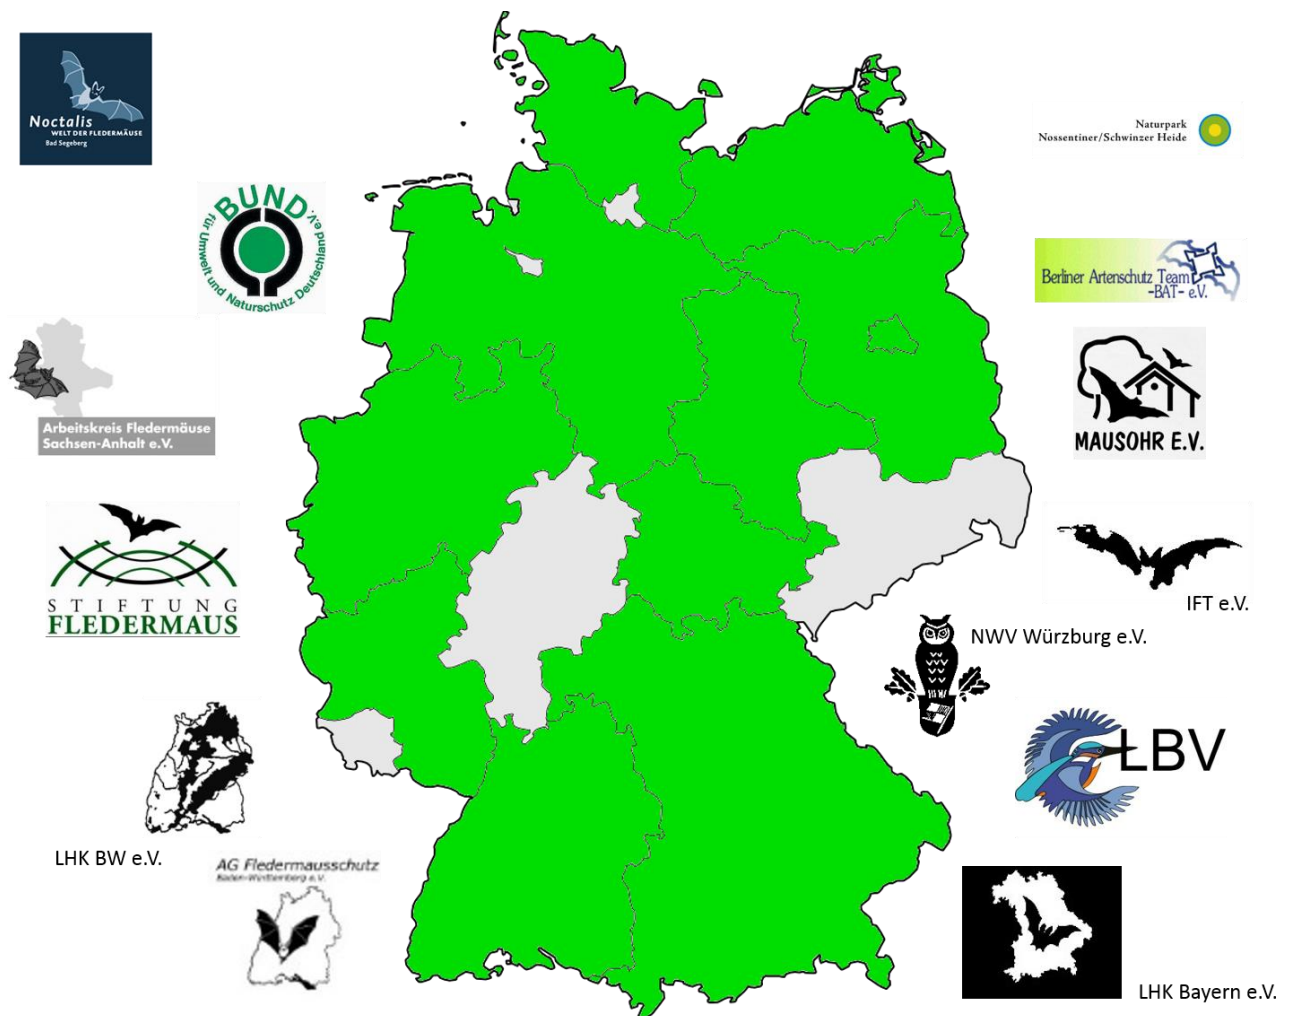 Noctalis
WELT DER FLEDERMÄUSE
Bad Segeberg
Naturpark
Nossentiner/Schwinzer Heide
BUND
für Umwelt und Naturschutz Deutschland e.V.
Berliner Artenschutz Team
-BAT- e.V.
Arbeitskreis Fledermäuse
Sachsen-Anhalt e.V.
MAUSOHR E.V.
STIFTUNG
FLEDERMAUS
IFT e.V.
NWV Würzburg e.V.
LBV
LHK BW e.V.
AG Fledermausschutz
Baden-Württemberg e.V.
LHK Bayern e.V.